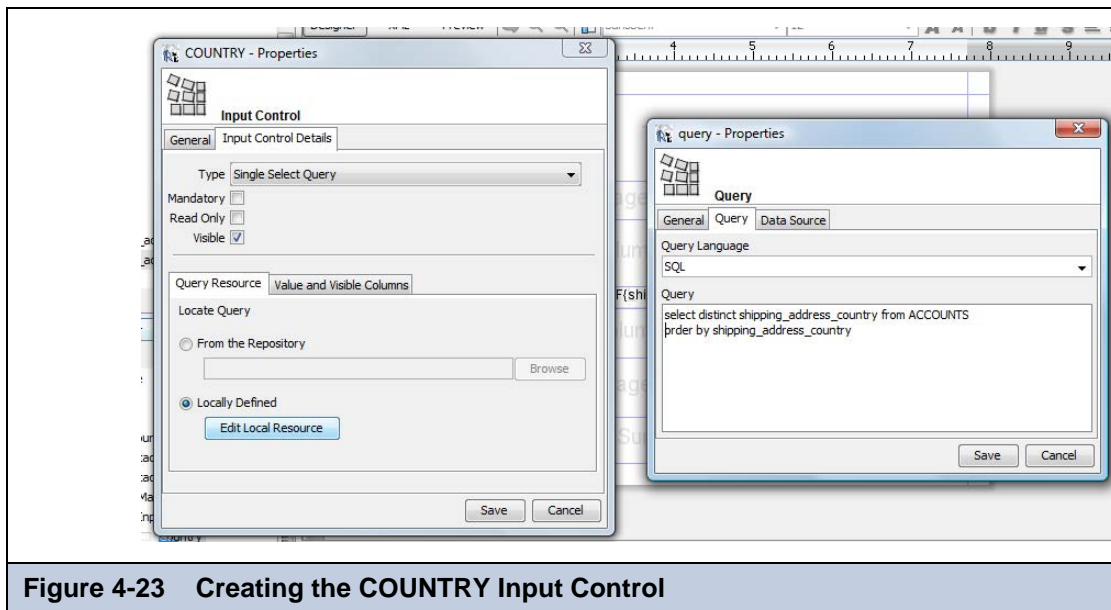 Designer XML Preview
4 5 6 7 8 9
COUNTRY - Properties
Input Control
General Input Control Details
Type Single Select Query
Mandatory
Read Only
Visible
Query Resource Value and Visible Columns
Locate Query
From the Repository
Browse
Locally Defined
Edit Local Resource
Save Cancel
query - Properties
Query
General Query Data Source
Query Language
SQL
F{shi
Query
select distinct shipping_address_country from ACCOUNTS
order by shipping_address_country
Save Cancel
Figure 4-23 Creating the COUNTRY Input Control